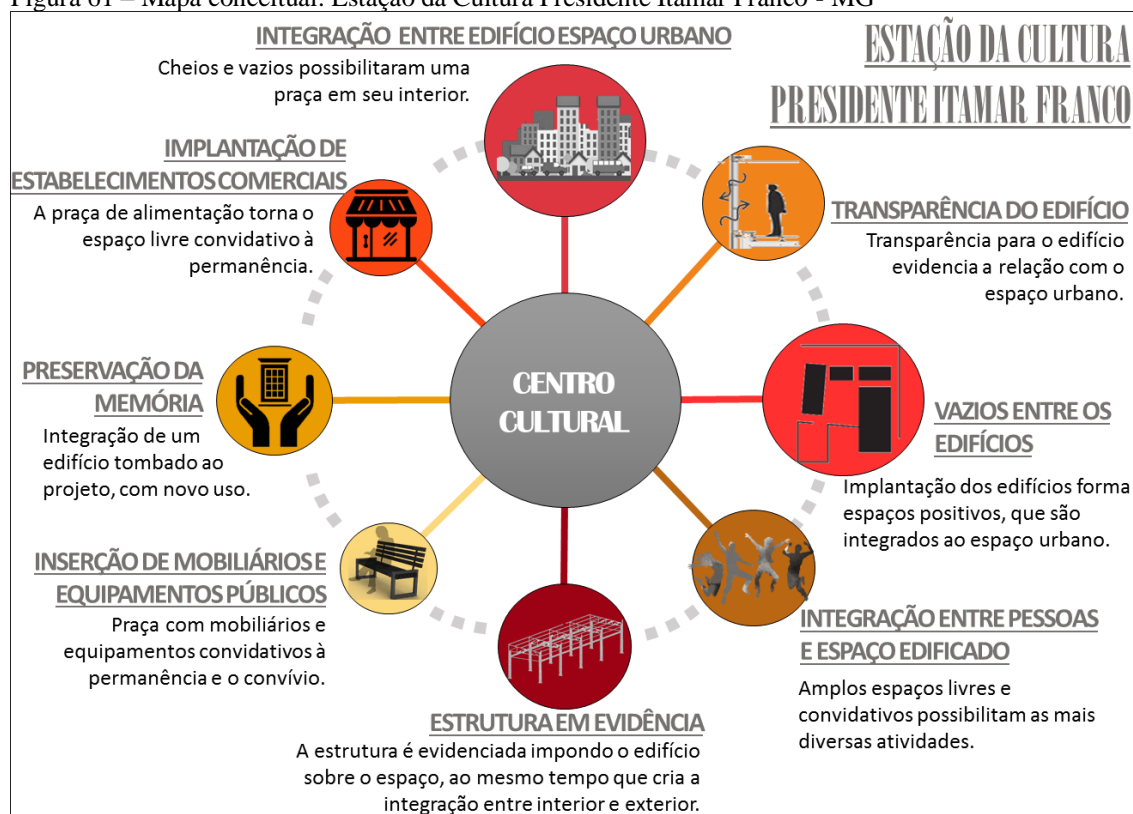 Figura 61 – Mapa conceitual: Estação da Cultura Presidente Itamar Franco - MG
ESTAÇÃO DA CULTURA
PRESIDENTE ITAMAR FRANCO
INTEGRAÇÃO ENTRE EDIFÍCIO ESPAÇO URBANO
Cheios e vazios possibilitaram uma
praça em seu interior.
IMPLANTAÇÃO DE
ESTABELECIMENTOS COMERCIAIS
A praça de alimentação torna o
espaço livre convidativo à
permanência.
TRANSPARÊNCIA DO EDIFÍCIO
Transparência para o edifício
evidencia a relação com o
espaço urbano.
PRESERVAÇÃO DA
MEMÓRIA
Integração de um
edifício tombado ao
projeto, com novo uso.
CENTRO
CULTURAL
VAZIOS ENTRE OS
EDIFÍCIOS
Implantação dos edifícios forma
espaços positivos, que são
integrados ao espaço urbano.
INSERÇÃO DE MOBILIÁRIOS E
EQUIPAMENTOS PÚBLICOS
Praça com mobiliários e
equipamentos convidativos à
permanência e o convívio.
INTEGRAÇÃO ENTRE PESSOAS
E ESPAÇO EDIFICADO
Amplos espaços livres e
convidativos possibilitam as mais
diversas atividades.
ESTRUTURA EM EVIDÊNCIA
A estrutura é evidenciada impondo o edifício
sobre o espaço, ao mesmo tempo que cria a
integração entre interior e exterior.